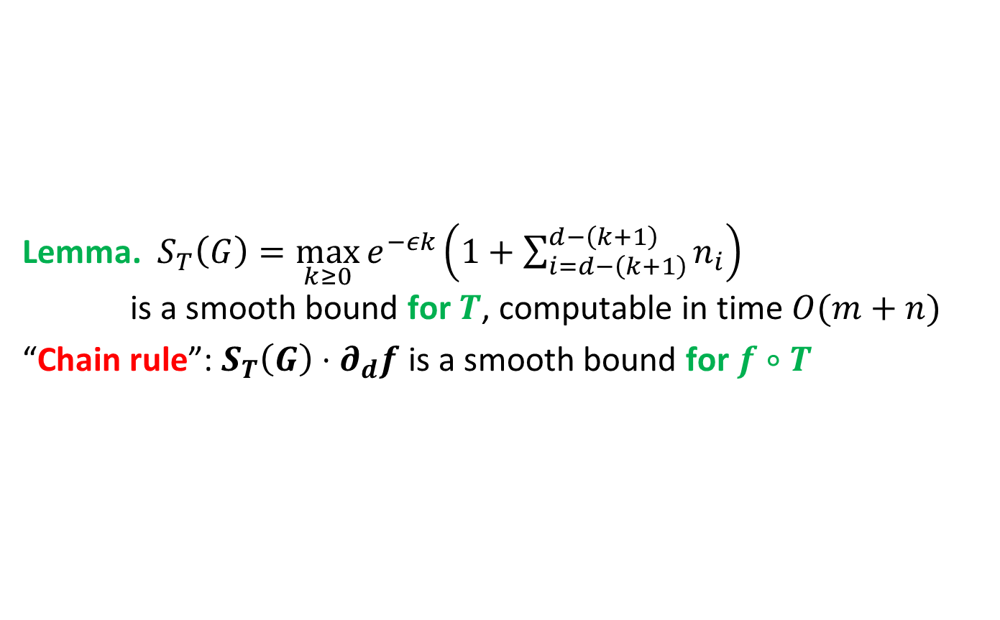 Lemma. $S_T(G) = \max_{k \geq 0} e^{-\epsilon k} \left( 1 + \sum_{i=d-(k+1)}^{d-(k+1)} n_i \right)$
is a smooth bound for $T$, computable in time $O(m + n)$
“Chain rule”: $S_T(G) \cdot \partial_d f$ is a smooth bound for $f \circ T$